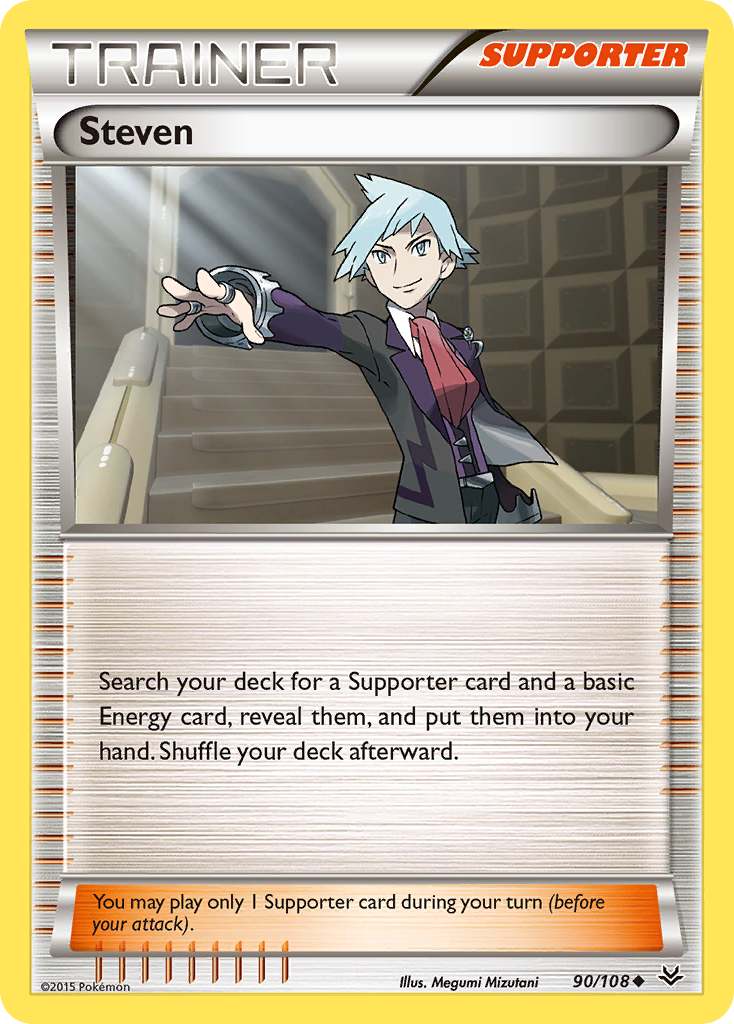 TRAINER
SUPPORTER
Steven
Search your deck for a Supporter card and a basic
Energy card, reveal them, and put them into your
hand. Shuffle your deck afterward.
You may play only 1 Supporter card during your turn (before
your attack).
©2015 Pokémon
Illus. Megumi Mizutani
90/108